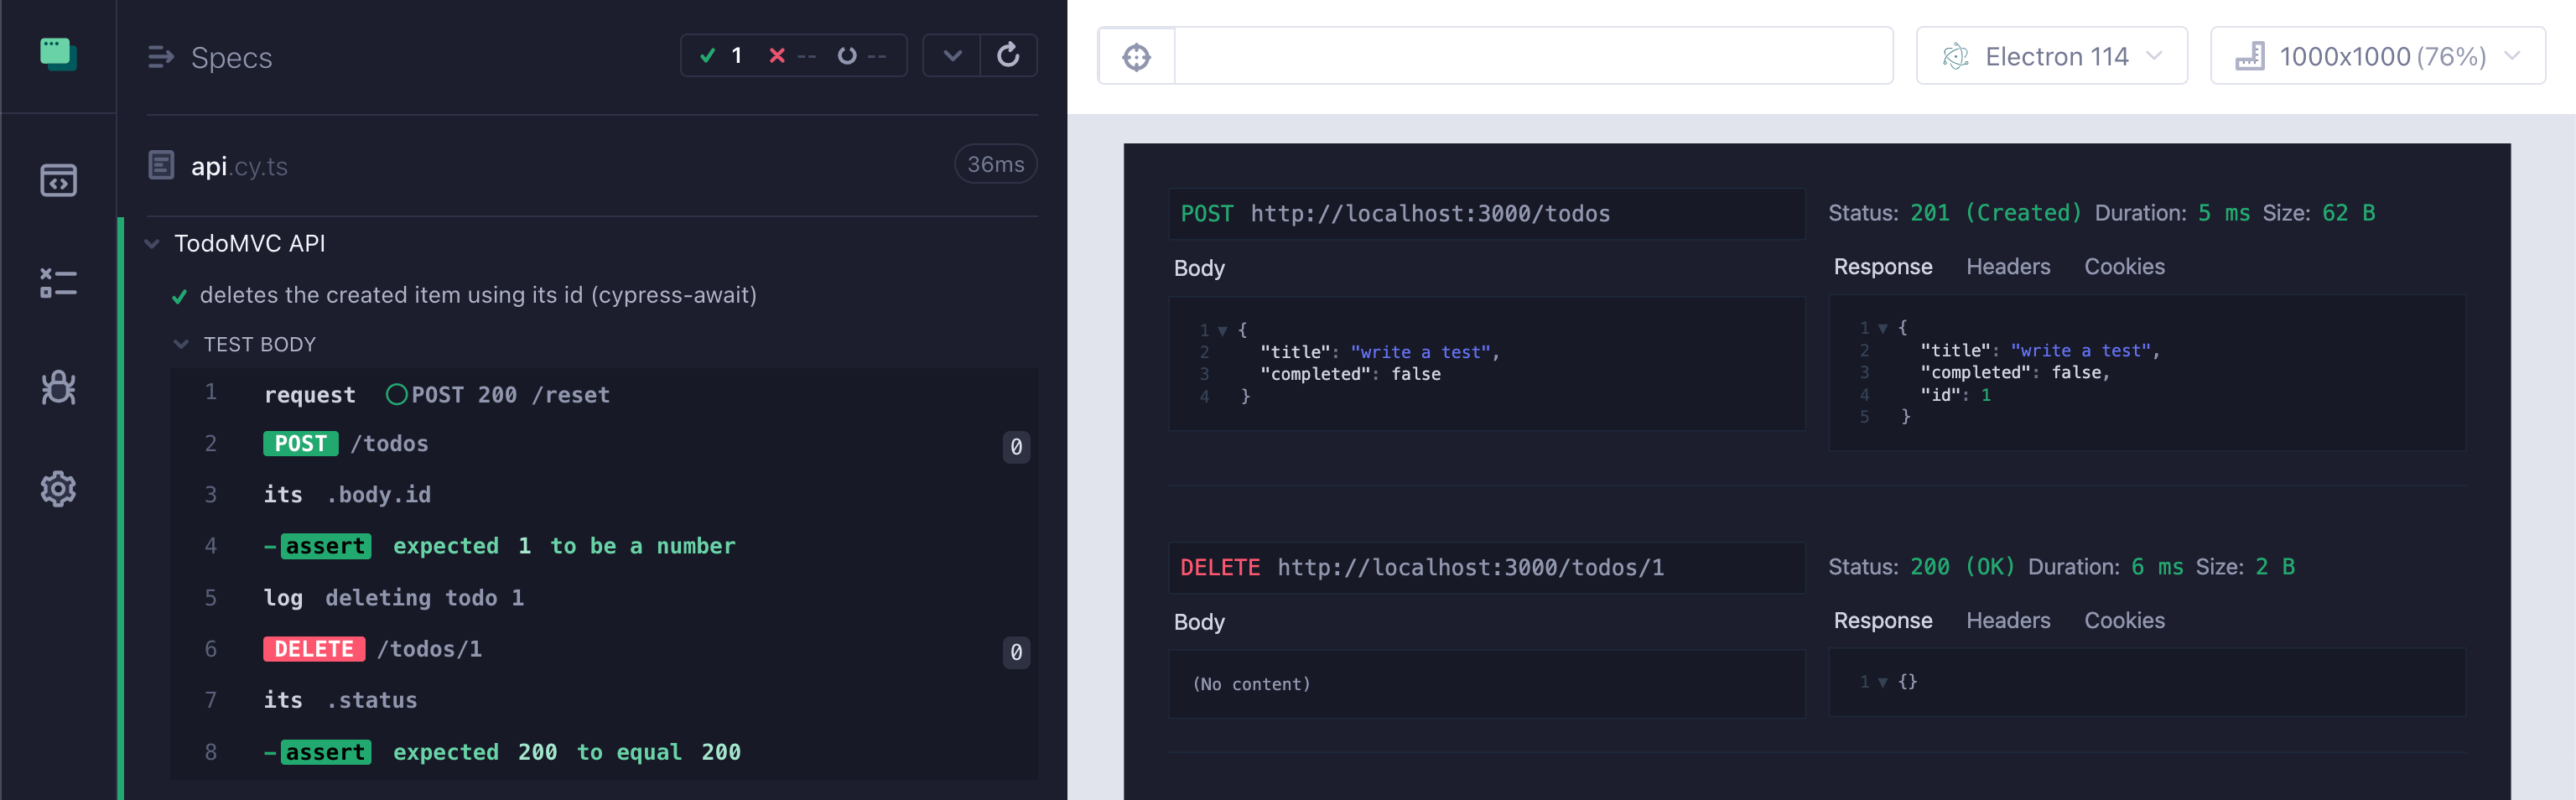 Specs
1 -- --
api.cy.ts 36ms
TodoMVC API
deletes the created item using its id (cypress-await)
TEST BODY
1 request POST 200 /reset
2 POST /todos 0
3 its .body.id
4 -assert expected 1 to be a number
5 log deleting todo 1
6 DELETE /todos/1 0
7 its .status
8 -assert expected 200 to equal 200
Electron 114
1000x1000 (76%)
POST http://localhost:3000/todos
Body
1 {
2 "title": "write a test",
3 "completed": false
4 }
Status: 201 (Created) Duration: 5 ms Size: 62 B
Response Headers Cookies
1 {
2 "title": "write a test",
3 "completed": false,
4 "id": 1
5 }
DELETE http://localhost:3000/todos/1
Body
(No content)
Status: 200 (OK) Duration: 6 ms Size: 2 B
Response Headers Cookies
1 {}